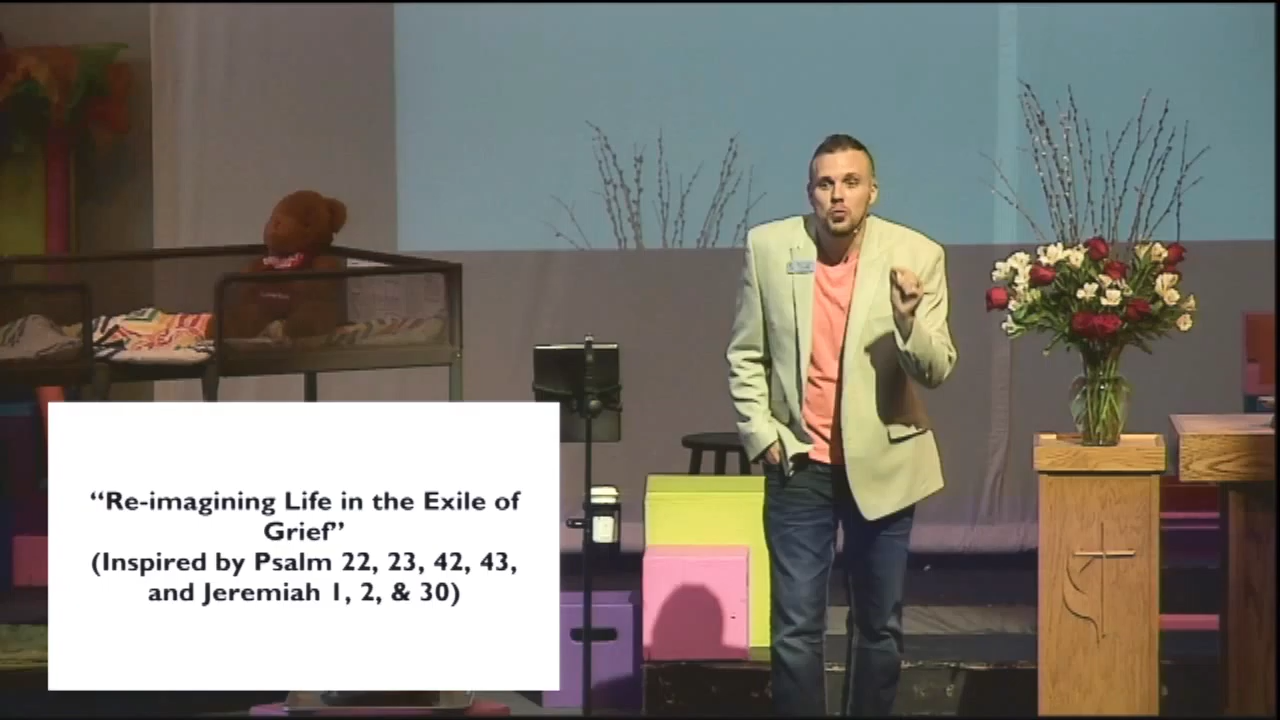 “Re-imagining Life in the Exile of
Grief”
(Inspired by Psalm 22, 23, 42, 43,
and Jeremiah 1, 2, & 30)